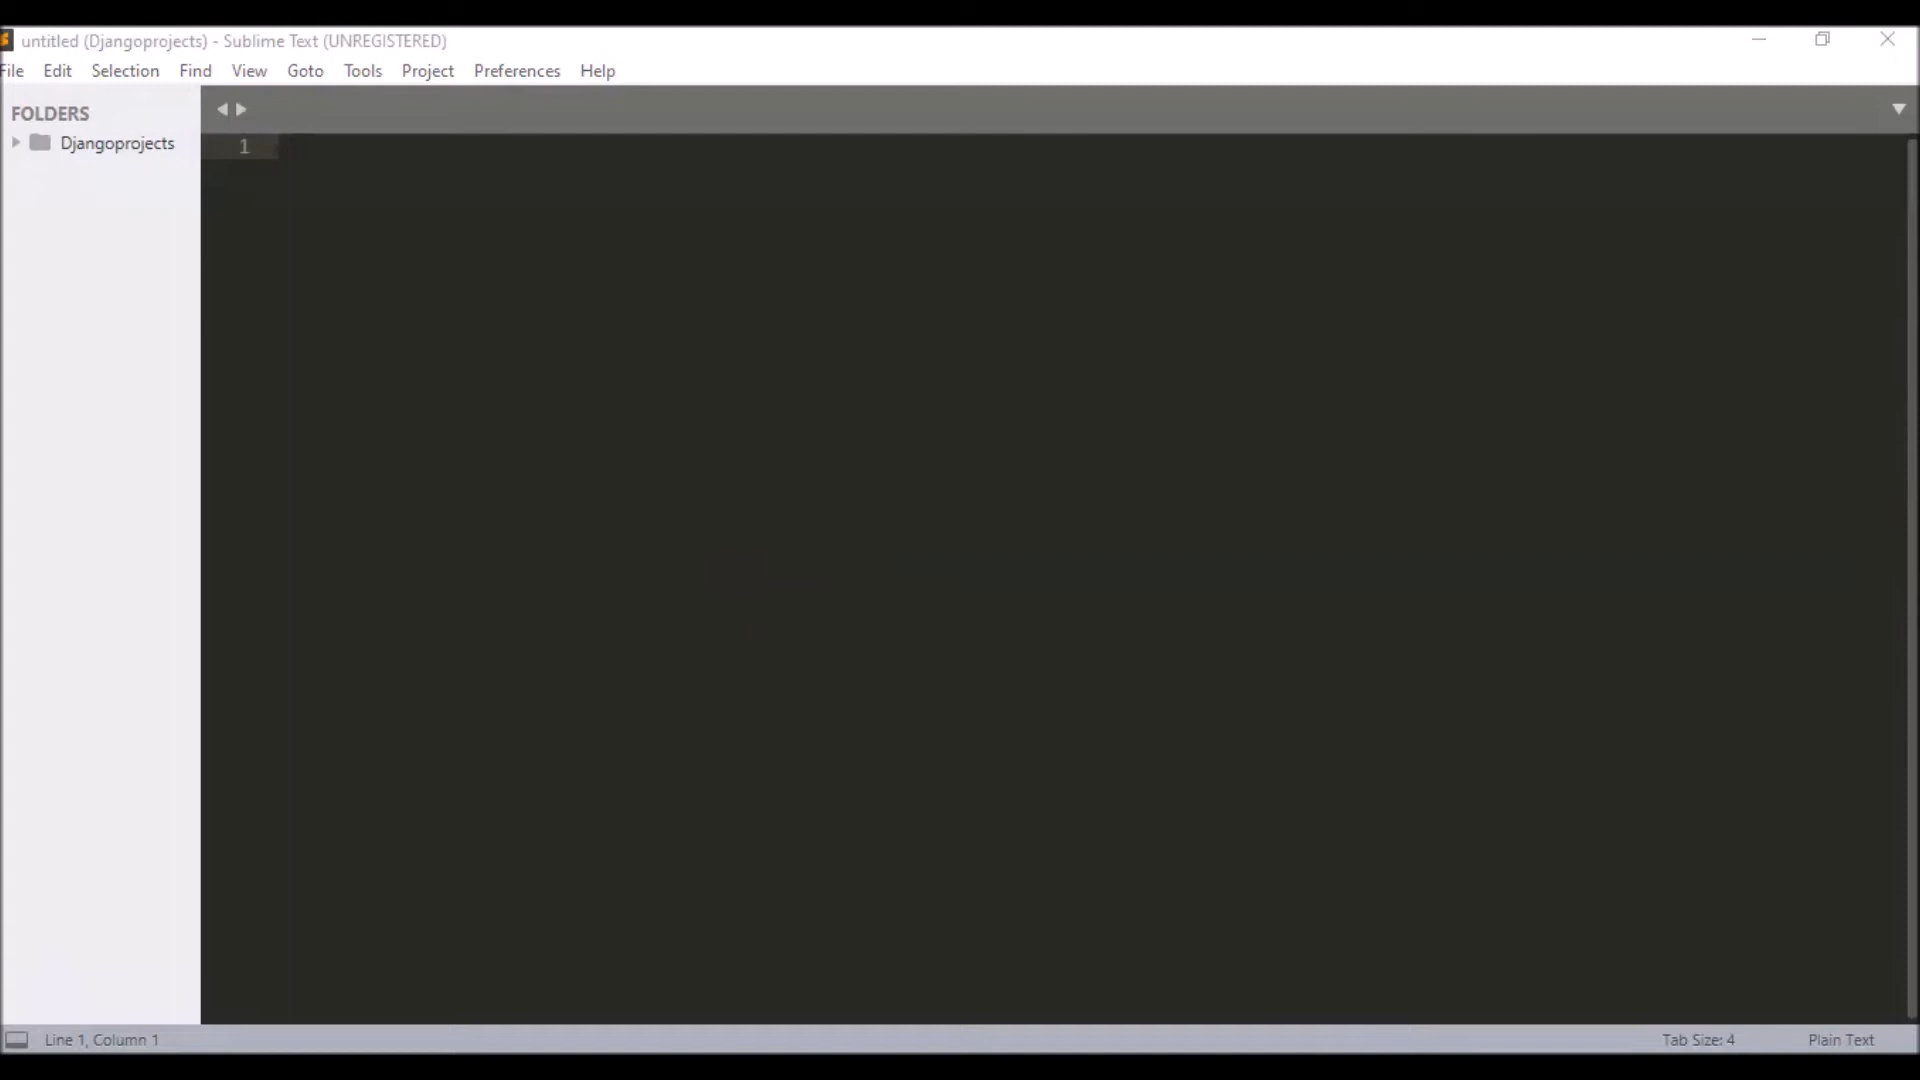 untitled (Djangoprojects) - Sublime Text (UNREGISTERED)
File Edit Selection Find View Goto Tools Project Preferences Help
FOLDERS
Djangoprojects
1
Line 1, Column 1 Tab Size: 4 Plain Text